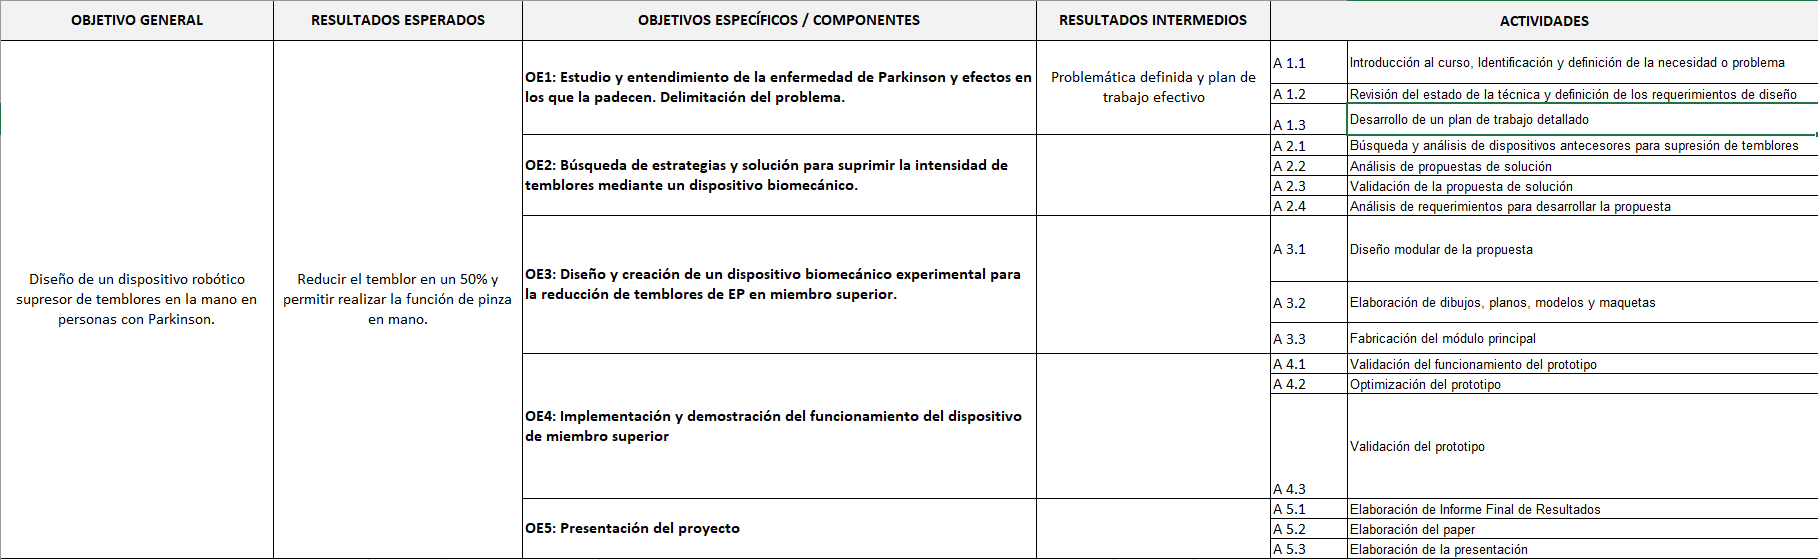 OBJETIVO GENERAL
RESULTADOS ESPERADOS
OBJETIVOS ESPECÍFICOS / COMPONENTES
RESULTADOS INTERMEDIOS
ACTIVIDADES
Diseño de un dispositivo robótico
supresor de temblores en la mano en
personas con Parkinson.
Reducir el temblor en un 50% y
permitir realizar la función de pinza
en mano.
OE1: Estudio y entendimiento de la enfermedad de Parkinson y efectos en
los que la padecen. Delimitación del problema.
Problemática definida y plan de
trabajo efectivo
A 1.1 Introducción al curso, Identificación y definición de la necesidad o problema
A 1.2 Revisión del estado de la técnica y definición de los requerimientos de diseño
A 1.3 Desarrollo de un plan de trabajo detallado
OE2: Búsqueda de estrategias y solución para suprimir la intensidad de
temblores mediante un dispositivo biomecánico.
A 2.1 Búsqueda y análisis de dispositivos antecesores para supresión de temblores
A 2.2 Análisis de propuestas de solución
A 2.3 Validación de la propuesta de solución
A 2.4 Análisis de requerimientos para desarrollar la propuesta
OE3: Diseño y creación de un dispositivo biomecánico experimental para
la reducción de temblores de EP en miembro superior.
A 3.1 Diseño modular de la propuesta
A 3.2 Elaboración de dibujos, planos, modelos y maquetas
A 3.3 Fabricación del módulo principal
OE4: Implementación y demostración del funcionamiento del dispositivo
de miembro superior
A 4.1 Validación del funcionamiento del prototipo
A 4.2 Optimización del prototipo
A 4.3 Validación del prototipo
OE5: Presentación del proyecto
A 5.1 Elaboración de Informe Final de Resultados
A 5.2 Elaboración del paper
A 5.3 Elaboración de la presentación